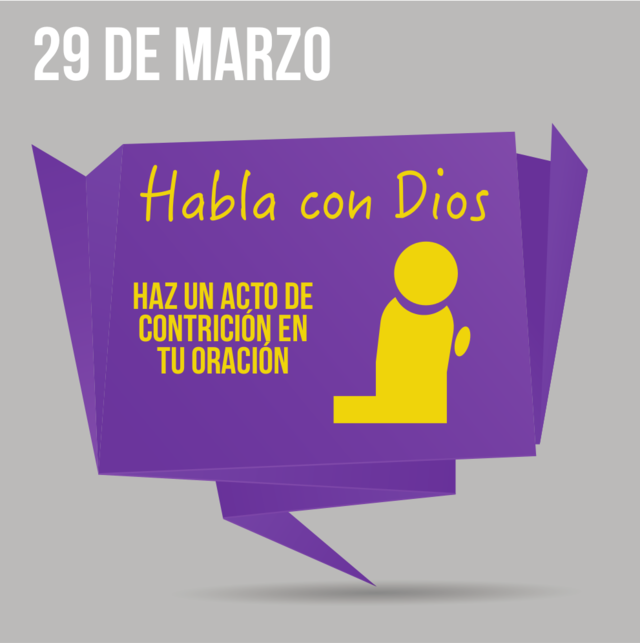 29 DE MARZO
Habla con Dios
HAZ UN ACTO DE
CONTRICIÓN EN
TU ORACIÓN